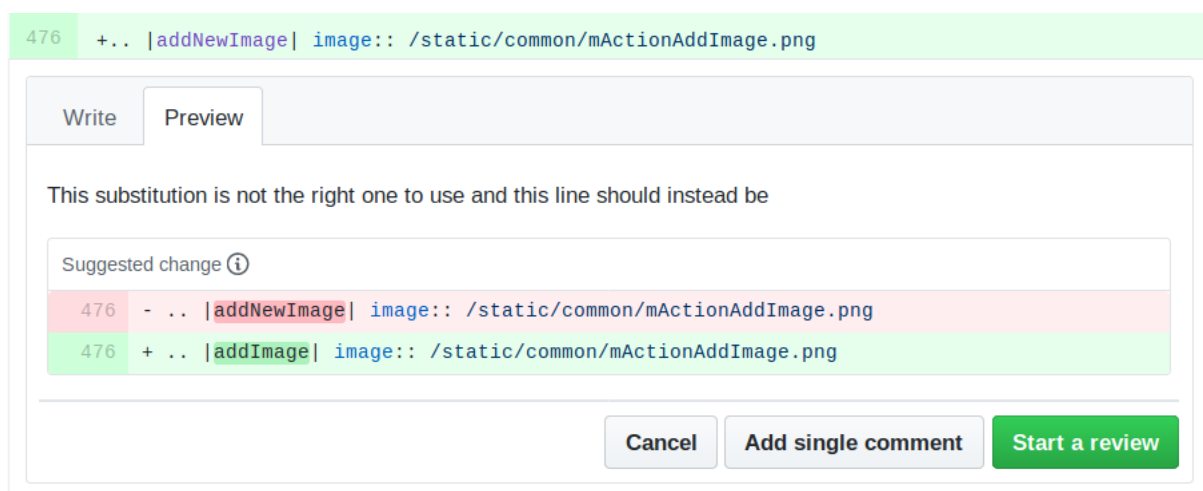 476 +.. |addNewImage| image:: /static/common/mActionAddImage.png
Write Preview
This substitution is not the right one to use and this line should instead be
Suggested change
476 - .. |addNewImage| image:: /static/common/mActionAddImage.png
476 + .. |addImage| image:: /static/common/mActionAddImage.png
Cancel Add single comment Start a review